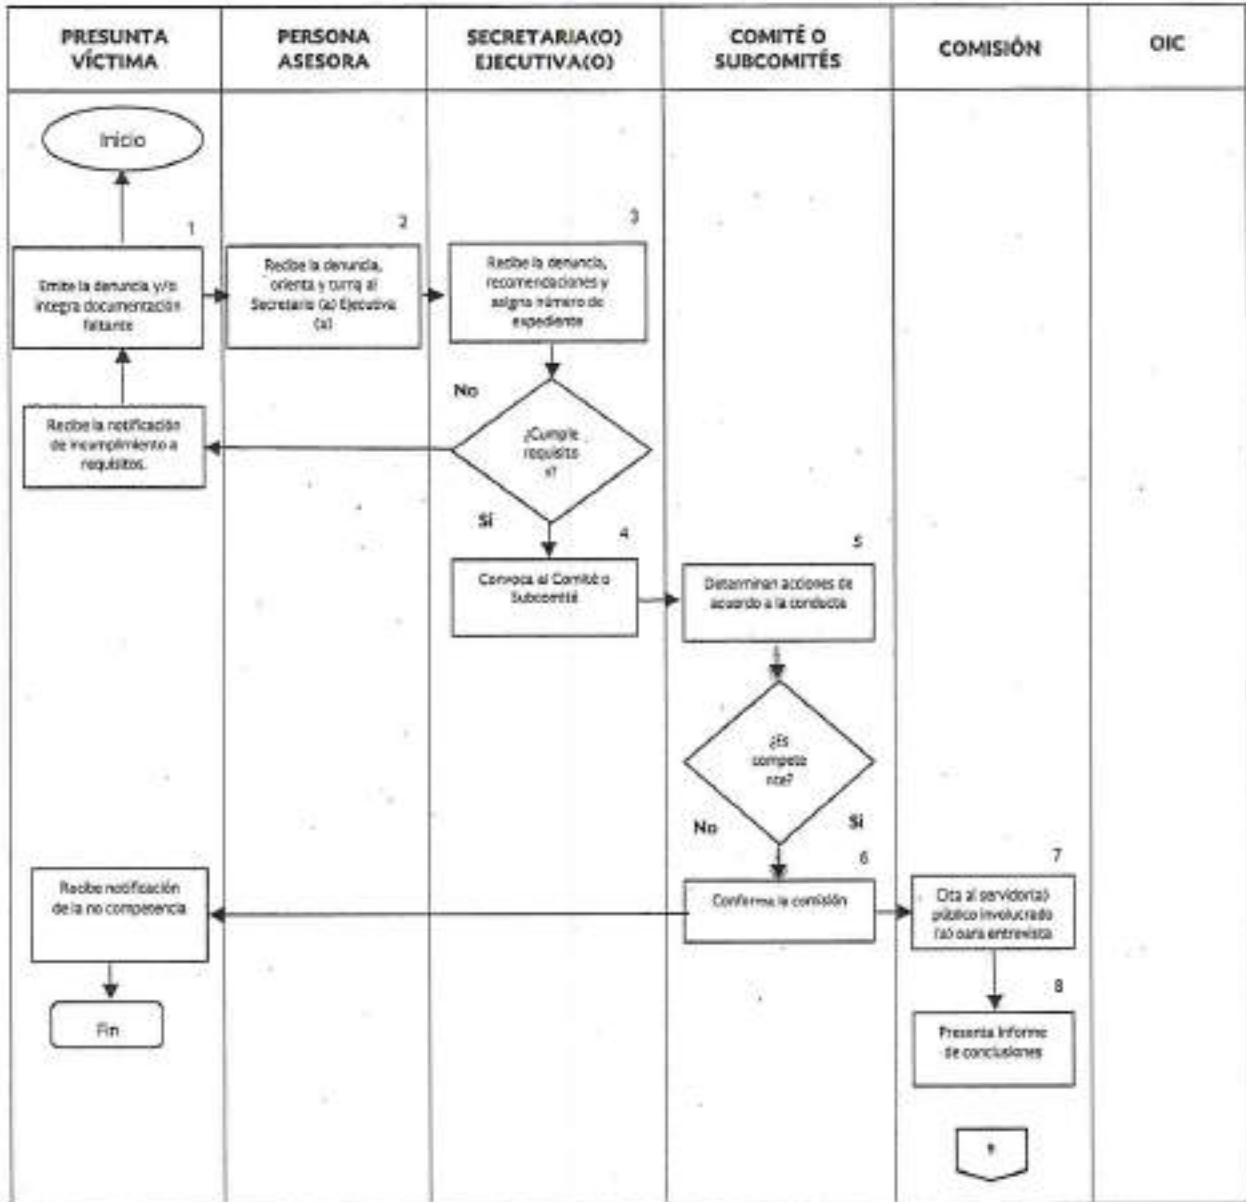 PRESUNTA
VÍCTIMA
PERSONA
ASESORA
SECRETARIA(O)
EJECUTIVA(O)
COMITÉ O
SUBCOMITÉS
COMISIÓN
OIC
Inicio
1
Emite la denuncia y/o
integra documentación
faltante
2
Recibe la denuncia,
orienta y turna al
Secretario (a) Ejecutiva
(a)
3
Recibe la denuncia,
recomendaciones y
asigna número de
expediente
No
¿Cumple
requisito
s?
Recibe la notificación
de incumplimiento a
requisitos.
Sí
4
Convoca al Comité o
Subcomité
5
Determinan acciones de
acuerdo a la conducta
¿Es
compete
nte?
No
Sí
6
Conforma la comisión
Recibe notificación
de la no competencia
Fin
7
Cita al servidor(a)
público involucrado
(a) para entrevista
8
Presenta Informe
de conclusiones